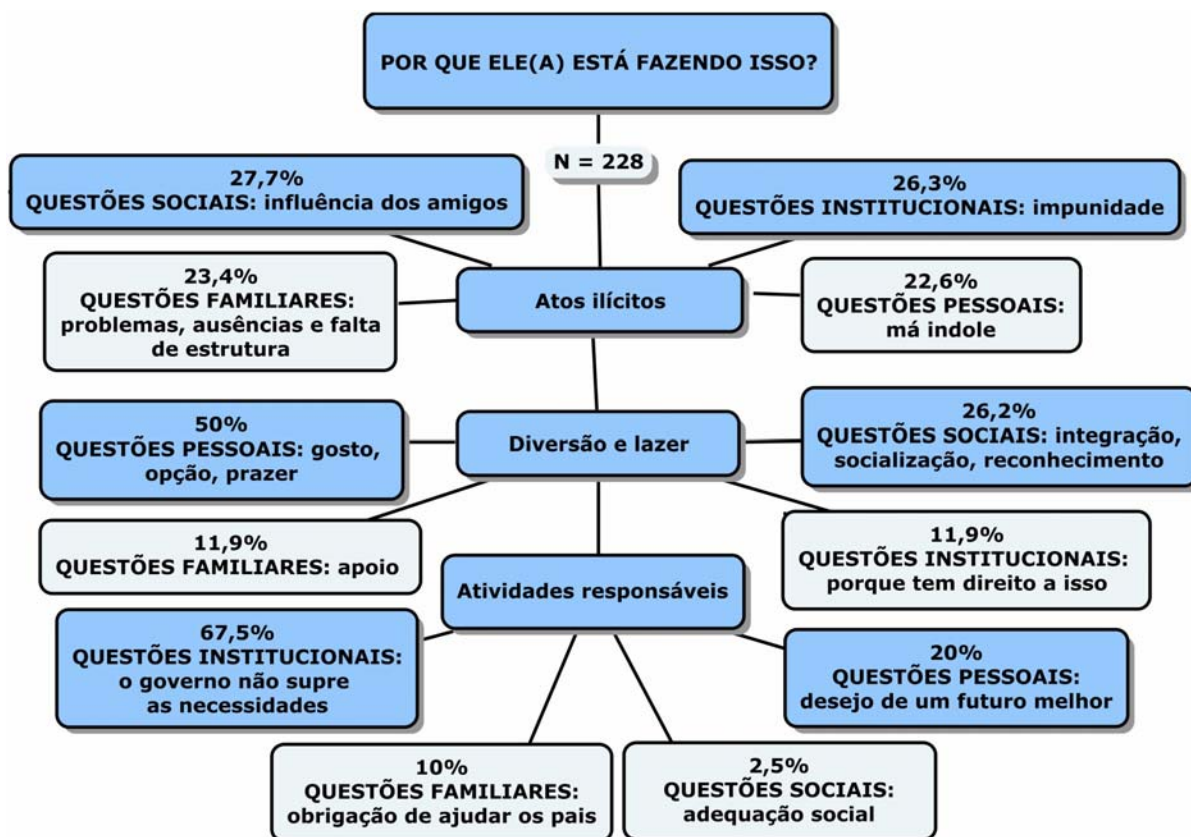 POR QUE ELE(A) ESTÁ FAZENDO ISSO?
N = 228
27,7%
QUESTÕES SOCIAIS: influência dos amigos
26,3%
QUESTÕES INSTITUCIONAIS: impunidade
23,4%
QUESTÕES FAMILIARES:
problemas, ausências e falta
de estrutura
Atos ilícitos
22,6%
QUESTÕES PESSOAIS:
má indole
50%
QUESTÕES PESSOAIS: gosto,
opção, prazer
Diversão e lazer
26,2%
QUESTÕES SOCIAIS: integração,
socialização, reconhecimento
11,9%
QUESTÕES FAMILIARES: apoio
11,9%
QUESTÕES INSTITUCIONAIS:
porque tem direito a isso
Atividades responsáveis
67,5%
QUESTÕES INSTITUCIONAIS:
o governo não supre
as necessidades
20%
QUESTÕES PESSOAIS:
desejo de um futuro melhor
10%
QUESTÕES FAMILIARES:
obrigação de ajudar os pais
2,5%
QUESTÕES SOCIAIS:
adequação social